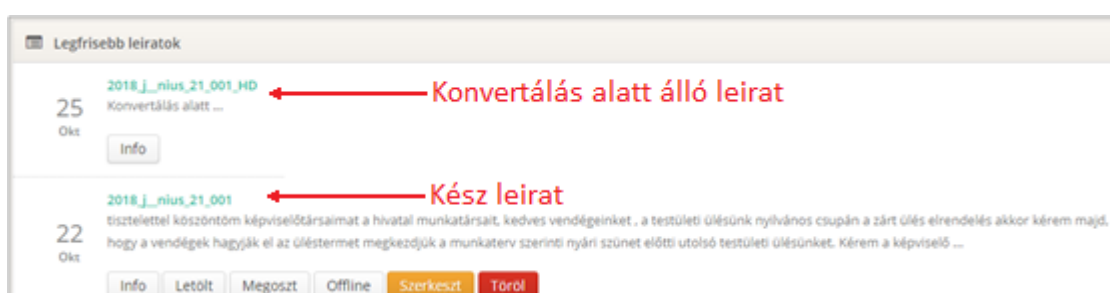 Legfrisebb leiratok
2018_j__nius_21_001_HD
Konvertálás alatt álló leirat
25
Okt
Konvertálás alatt ...
Info
2018_j__nius_21_001
Kész leirat
22
Okt
tisztelettel köszöntöm képviselőtársaimat a hivatal munkatársait, kedves vendégeinket , a testületi ülésünk nyilvános csupán a zárt ülés elrendelés akkor kérem majd,
hogy a vendégek hagyják el az üléstermet megkezdjük a munkaterv szerinti nyári szünet előtti utolsó testületi ülésünket. Kérem a képviselő ...
Info Letölt Megoszt Offline Szerkeszt Töröl